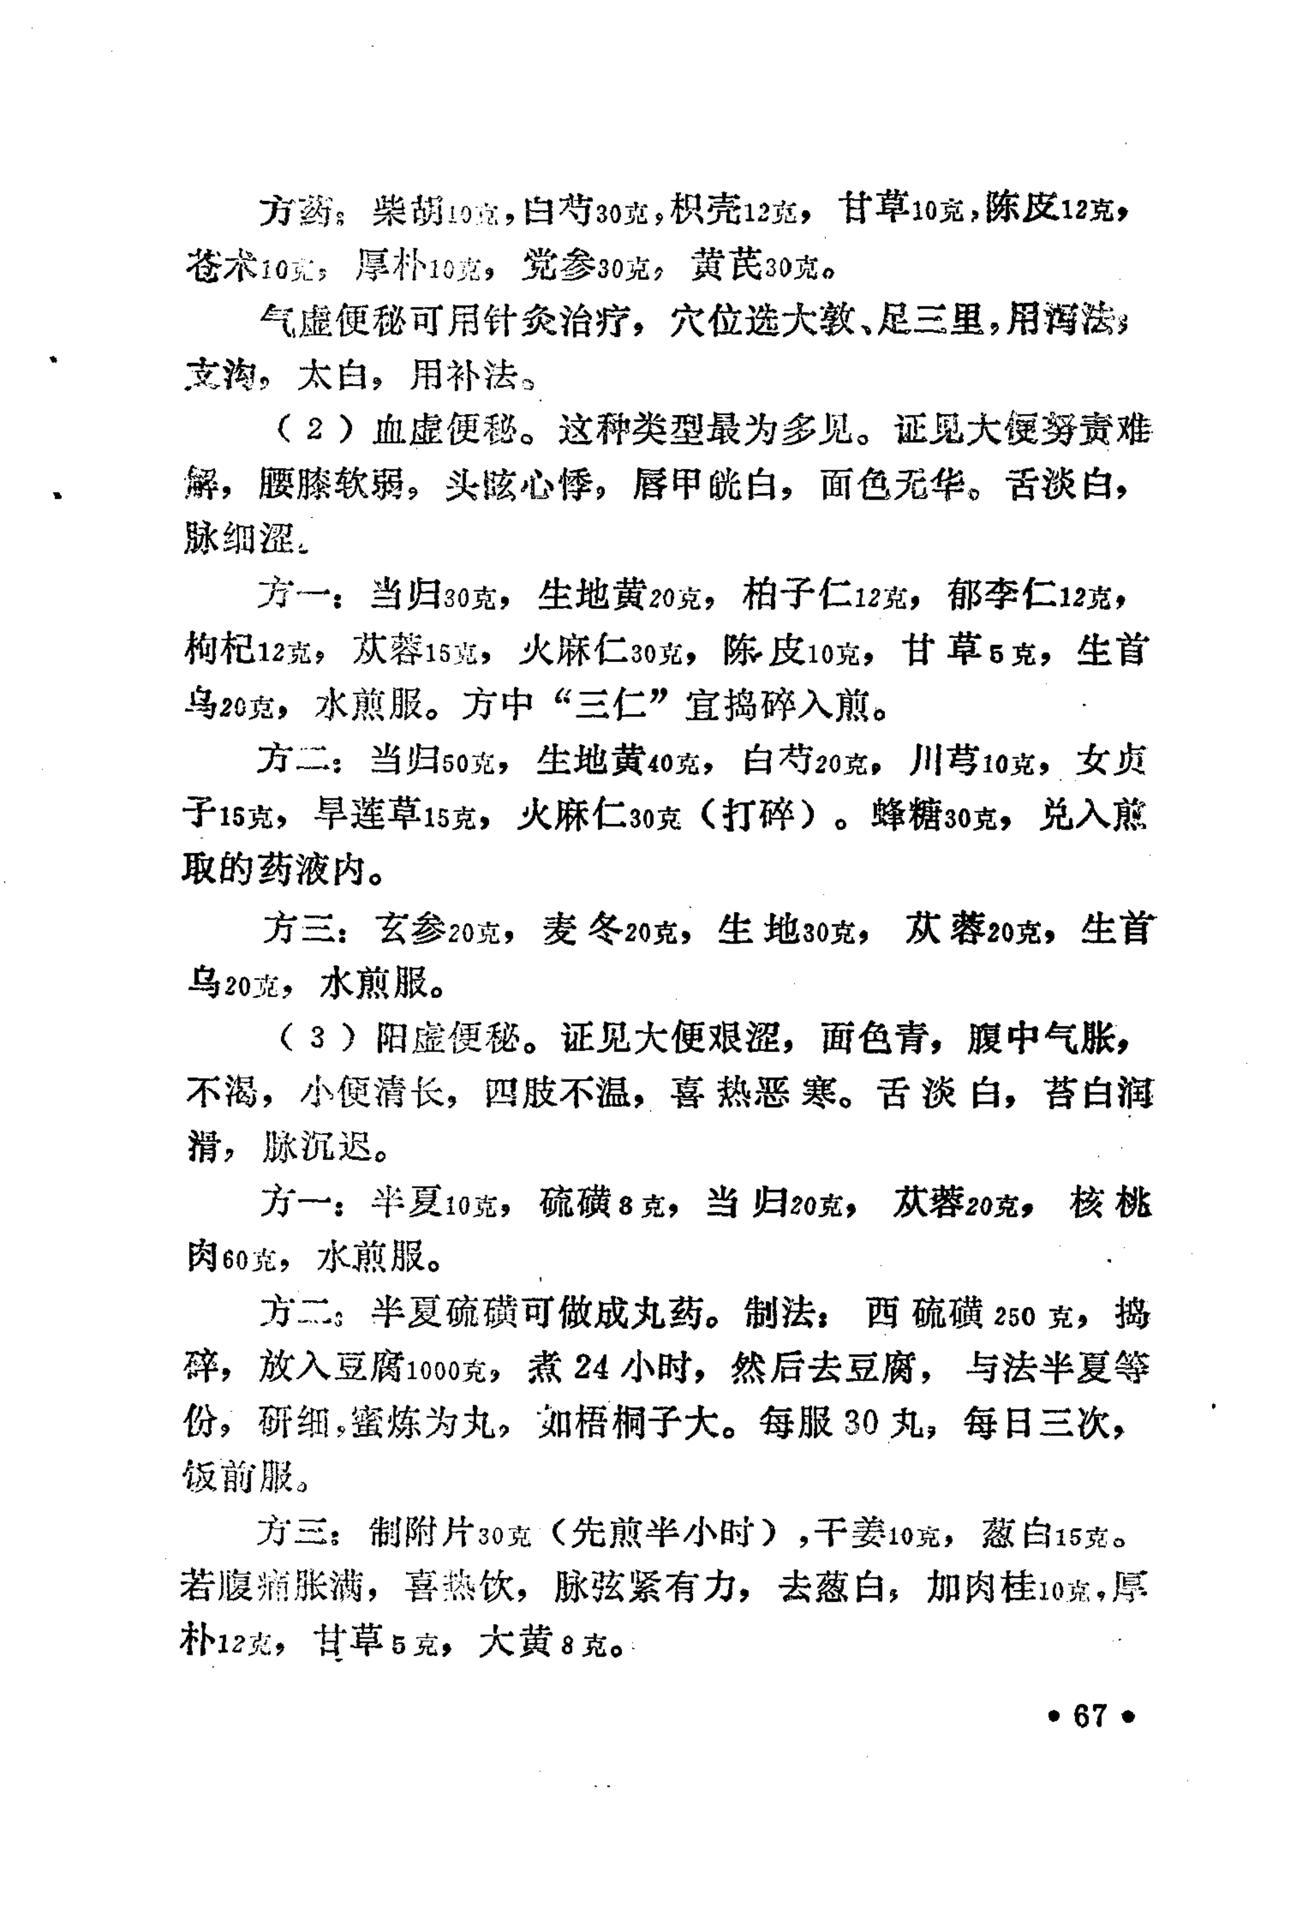 方药：柴胡10克，白芍30克，枳壳12克，甘草10克，陈皮12克，
苍术10克，厚朴10克，党参30克，黄芪30克。
气虚便秘可用针灸治疗，穴位选大敦、足三里，用泻法；
支沟，太白，用补法。
（2）血虚便秘。这种类型最为多见。证见大便努责难
解，腰膝软弱，头眩心悸，唇甲㿠白，面色无华。舌淡白，
脉细涩。
方一：当归30克，生地黄20克，柏子仁12克，郁李仁12克，
枸杞12克，苁蓉15克，火麻仁30克，陈皮10克，甘草5克，生首
乌20克，水煎服。方中“三仁”宜捣碎入煎。
方二：当归50克，生地黄40克，白芍20克，川芎10克，女贞
子15克，旱莲草15克，火麻仁30克（打碎）。蜂糖30克，兑入煎
取的药液内。
方三：玄参20克，麦冬20克，生地30克，苁蓉20克，生首
乌20克，水煎服。
（3）阳虚便秘。证见大便艰涩，面色青，腹中气胀，
不渴，小便清长，四肢不温，喜热恶寒。舌淡白，苔白润
滑，脉沉迟。
方一：半夏10克，硫磺8克，当归20克，苁蓉20克，核桃
肉60克，水煎服。
方二：半夏硫磺可做成丸药。制法：西硫磺250克，捣
碎，放入豆腐1000克，煮24小时，然后去豆腐，与法半夏等
份，研细，蜜炼为丸，如梧桐子大。每服30丸，每日三次，
饭前服。
方三：制附片30克（先煎半小时），干姜10克，葱白15克。
若腹痛胀满，喜热饮，脉弦紧有力，去葱白，加肉桂10克，厚
朴12克，甘草5克，大黄8克。
•67•